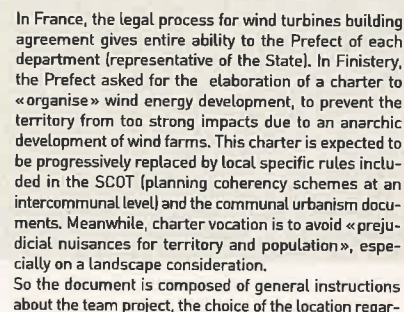 In France, the legal process for wind turbines building
agreement gives entire ability to the Prefect of each
department (representative of the State). In Finistery,
the Prefect asked for the elaboration of a charter to
«organise» wind energy development, to prevent the
territory from too strong impacts due to an anarchic
development of wind farms. This charter is expected to
be progressively replaced by local specific rules inclu-
ded in the SCOT (planning coherency schemes at an
intercommunal level) and the communal urbanism docu-
ments. Meanwhile, charter vocation is to avoid «preju-
dicial nuisances for territory and population», espe-
cially on a landscape consideration.
So the document is composed of general instructions
about the team project, the choice of the location regar-